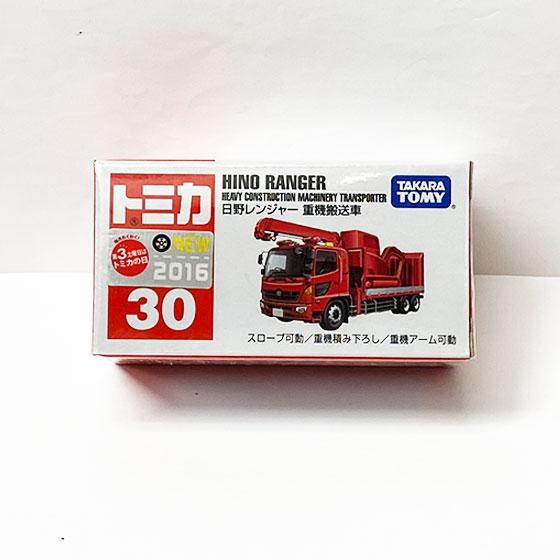 トミカ
HINO RANGER
HEAVY CONSTRUCTION MACHINERY TRANSPORTER
日野レンジャー 重機搬送車
TAKARA
TOMY
NEW
2016
第3土曜日は
トミカの日
30
スロープ可動／重機積み下ろし／重機アーム可動